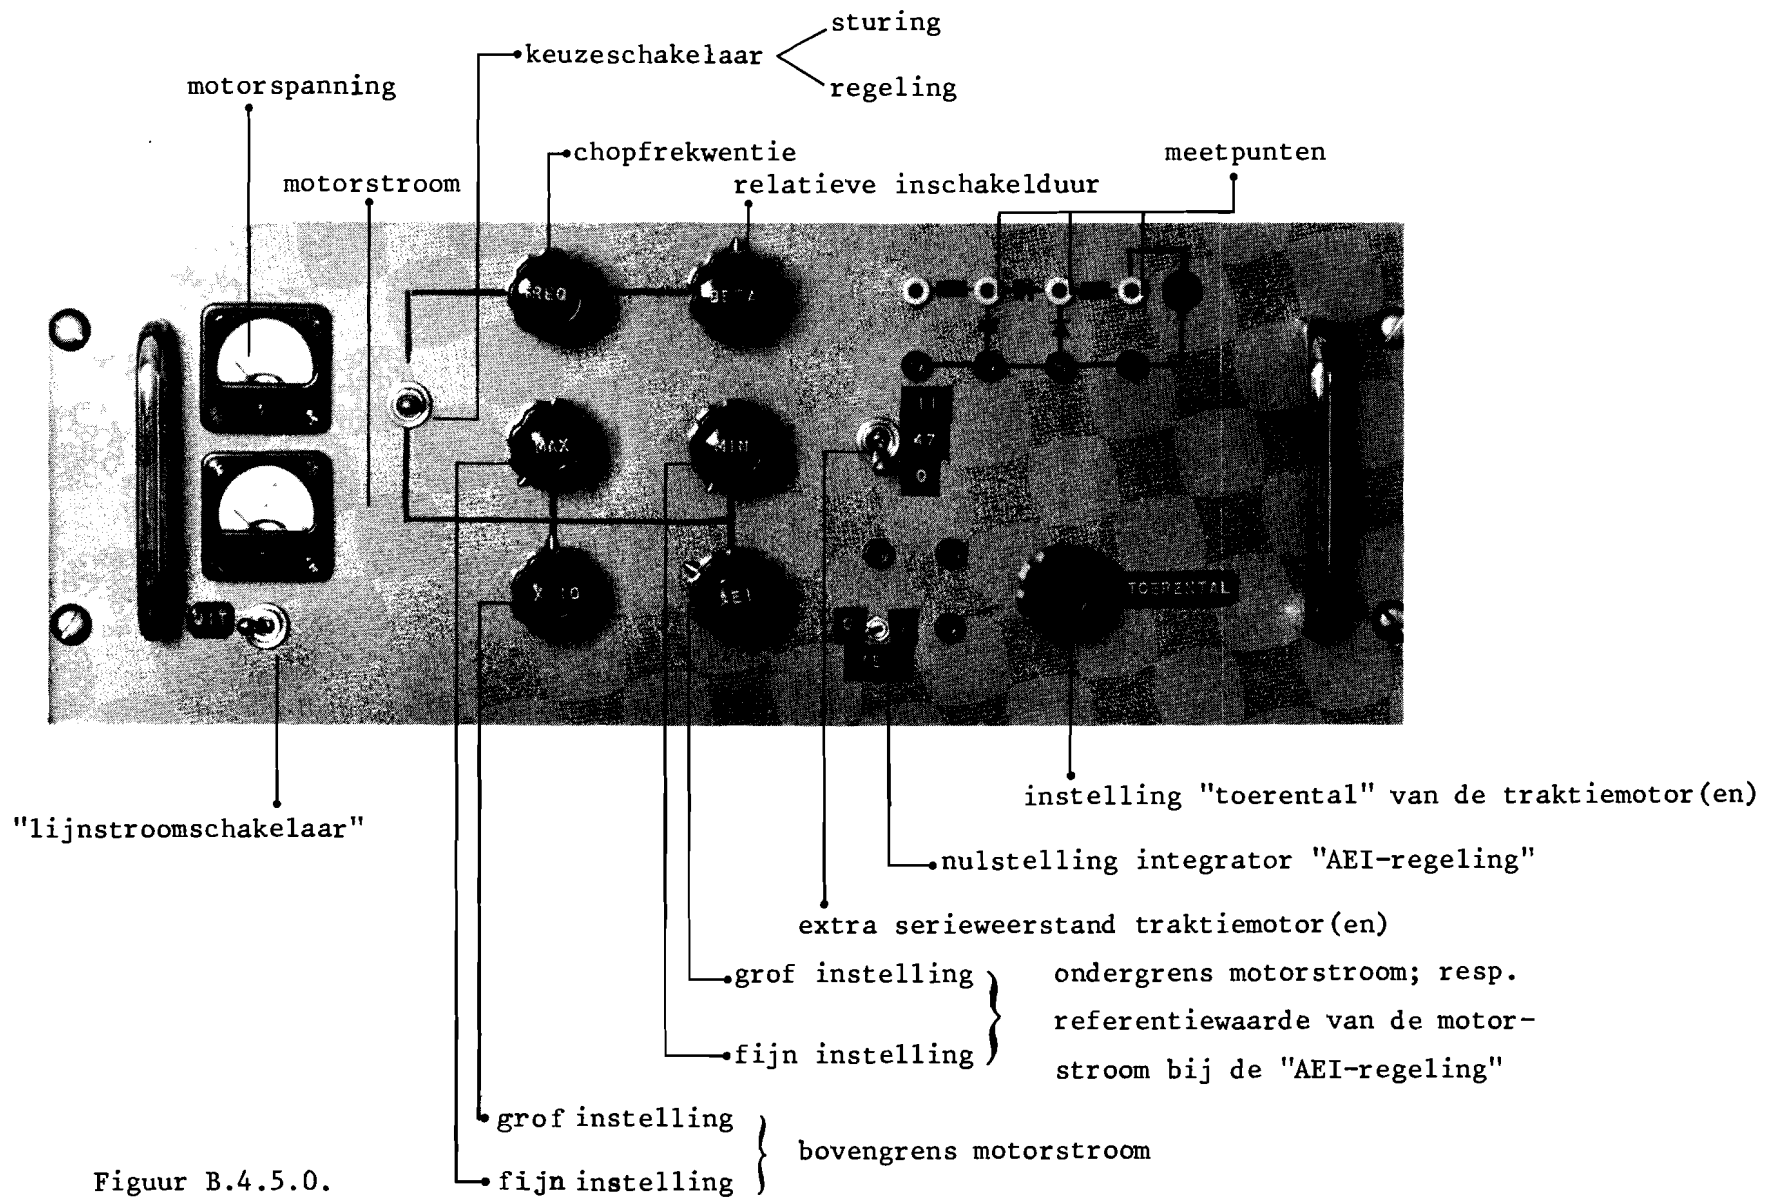 sturing
keuzeschakelaar
regeling
motorspanning
chopfrekwentie
meetpunten
motorstroom
relatieve inschakelduur
FREQ
BETA
MAX
MIN
47
0
X 10
AEI
TOERENTAL
UIT
instelling "toerental" van de traktiemotor(en)
"lijnstroomschakelaar"
nulstelling integrator "AEI-regeling"
extra serieweerstand traktiemotor(en)
grof instelling
ondergrens motorstroom; resp.
referentiewaarde van de motor-
fijn instelling
stroom bij de "AEI-regeling"
grof instelling
bovengrens motorstroom
fijn instelling
Figuur B.4.5.0.